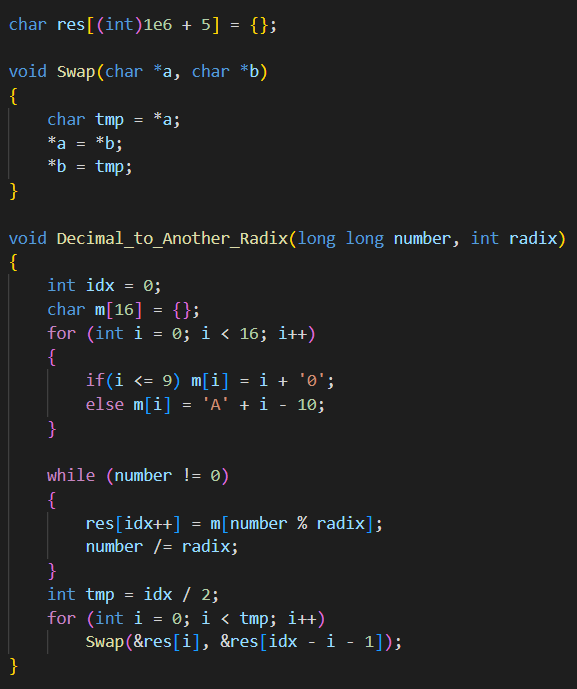 char res[(int)1e6 + 5] = {};
void Swap(char *a, char *b)
{
    char tmp = *a;
    *a = *b;
    *b = tmp;
}
void Decimal_to_Another_Radix(long long number, int radix)
{
    int idx = 0;
    char m[16] = {};
    for (int i = 0; i < 16; i++)
    {
        if(i <= 9) m[i] = i + '0';
        else m[i] = 'A' + i - 10;
    }
    while (number != 0)
    {
        res[idx++] = m[number % radix];
        number /= radix;
    }
    int tmp = idx / 2;
    for (int i = 0; i < tmp; i++)
        Swap(&res[i], &res[idx - i - 1]);
}